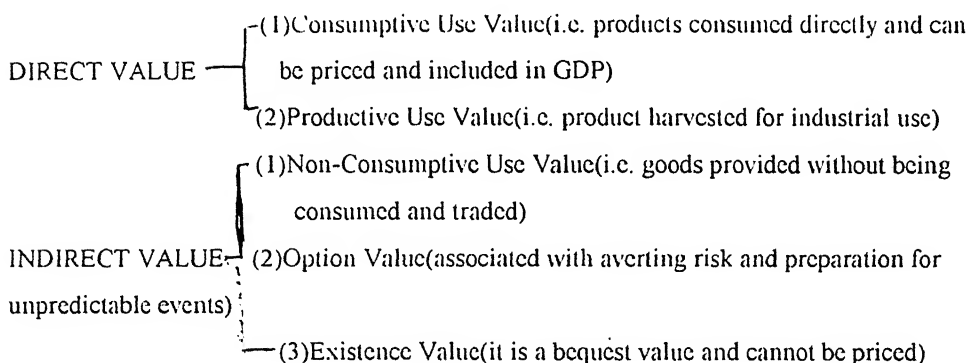 (1)Consumptive Use Value(i.e. products consumed directly and can
DIRECT VALUE
be priced and included in GDP)
(2)Productive Use Value(i.e. product harvested for industrial use)
(1)Non-Consumptive Use Value(i.e. goods provided without being
consumed and traded)
INDIRECT VALUE
(2)Option Value(associated with averting risk and preparation for
unpredictable events)
(3)Existence Value(it is a bequest value and cannot be priced)